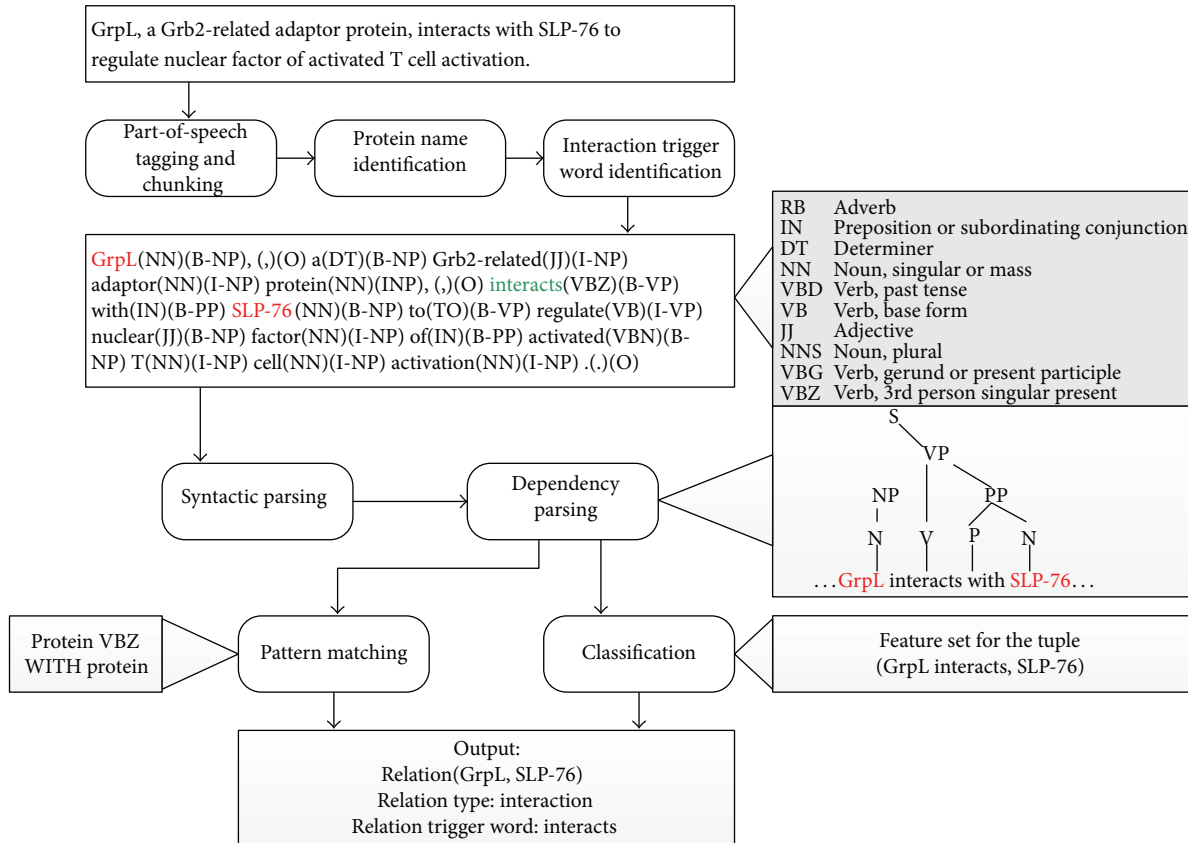 GrpL, a Grb2-related adaptor protein, interacts with SLP-76 to
regulate nuclear factor of activated T cell activation.
Part-of-speech
tagging and
chunking
Protein name
identification
Interaction trigger
word identification
GrpL(NN)(B-NP), (,)(O) a(DT)(B-NP) Grb2-related(JJ)(I-NP)
adaptor(NN)(I-NP) protein(NN)(INP), (,)(O) interacts(VBZ)(B-VP)
with(IN)(B-PP) SLP-76 (NN)(B-NP) to(TO)(B-VP) regulate(VB)(I-VP)
nuclear(JJ)(B-NP) factor(NN)(I-NP) of(IN)(B-PP) activated(VBN)(B-
NP) T(NN)(I-NP) cell(NN)(I-NP) activation(NN)(I-NP) .(.)(O)
RB Adverb
IN Preposition or subordinating conjunction
DT Determiner
NN Noun, singular or mass
VBD Verb, past tense
VB Verb, base form
JJ Adjective
NNS Noun, plural
VBG Verb, gerund or present participle
VBZ Verb, 3rd person singular present
Syntactic parsing
Dependency
parsing
S
VP
NP PP
N V P N
...GrpL interacts with SLP-76...
Protein VBZ
WITH protein
Pattern matching
Classification
Feature set for the tuple
(GrpL interacts, SLP-76)
Output:
Relation(GrpL, SLP-76)
Relation type: interaction
Relation trigger word: interacts